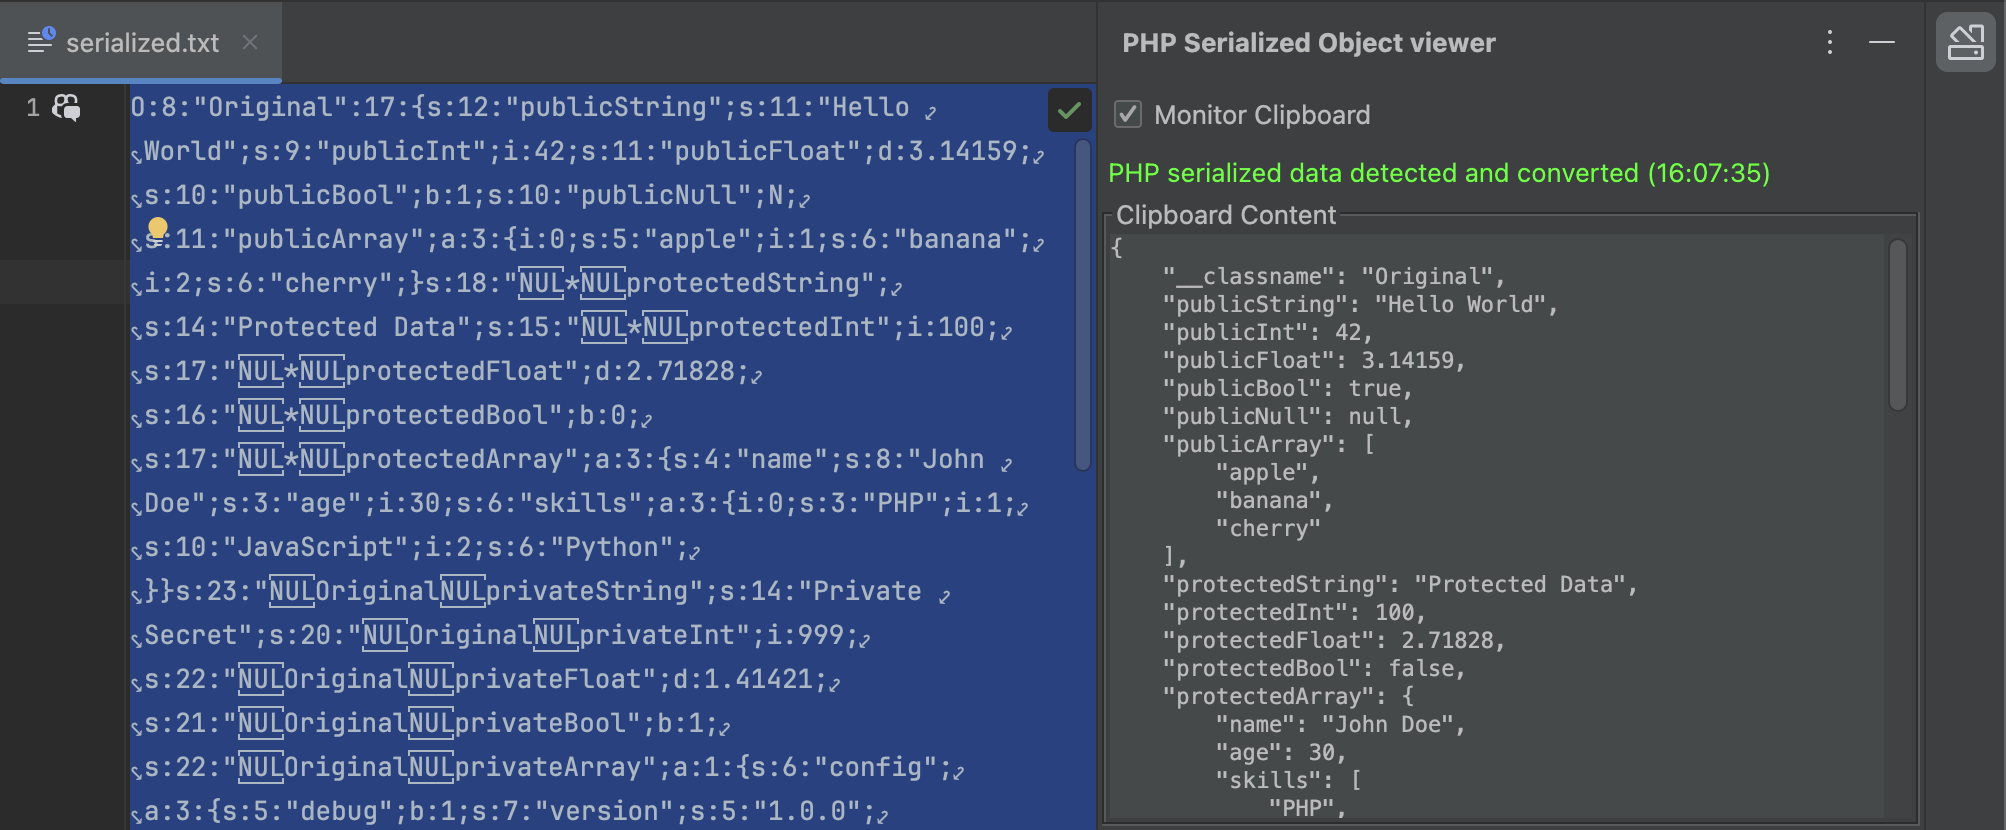 serialized.txt
1
O:8:"Original":17:{s:12:"publicString";s:11:"Hello
World";s:9:"publicInt";i:42;s:11:"publicFloat";d:3.14159;
s:10:"publicBool";b:1;s:10:"publicNull";N;
s:11:"publicArray";a:3:{i:0;s:5:"apple";i:1;s:6:"banana";
i:2;s:6:"cherry";}s:18:"NUL*NULprotectedString";
s:14:"Protected Data";s:15:"NUL*NULprotectedInt";i:100;
s:17:"NUL*NULprotectedFloat";d:2.71828;
s:16:"NUL*NULprotectedBool";b:0;
s:17:"NUL*NULprotectedArray";a:3:{s:4:"name";s:8:"John
Doe";s:3:"age";i:30;s:6:"skills";a:3:{i:0;s:3:"PHP";i:1;
s:10:"JavaScript";i:2;s:6:"Python";
}}s:23:"NULOriginalNULprivateString";s:14:"Private
Secret";s:20:"NULOriginalNULprivateInt";i:999;
s:22:"NULOriginalNULprivateFloat";d:1.41421;
s:21:"NULOriginalNULprivateBool";b:1;
s:22:"NULOriginalNULprivateArray";a:1:{s:6:"config";
a:3:{s:5:"debug";b:1;s:7:"version";s:5:"1.0.0";
PHP Serialized Object viewer
Monitor Clipboard
PHP serialized data detected and converted (16:07:35)
Clipboard Content
{
    "__classname": "Original",
    "publicString": "Hello World",
    "publicInt": 42,
    "publicFloat": 3.14159,
    "publicBool": true,
    "publicNull": null,
    "publicArray": [
        "apple",
        "banana",
        "cherry"
    ],
    "protectedString": "Protected Data",
    "protectedInt": 100,
    "protectedFloat": 2.71828,
    "protectedBool": false,
    "protectedArray": {
        "name": "John Doe",
        "age": 30,
        "skills": [
            "PHP",